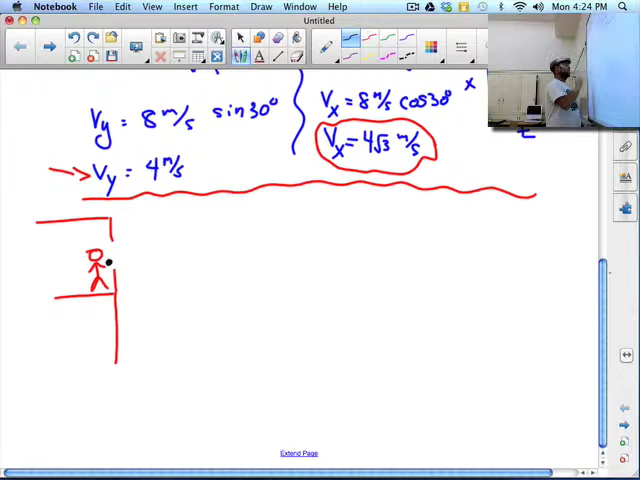 Notebook File Edit View Insert Format Draw Window Help Mon 4:24 PM
Untitled
x
Vy = 8 m/s sin30°
Vx = 8 m/s cos30°
Vx = 4√3 m/s
t
Vy = 4 m/s
Extend Page